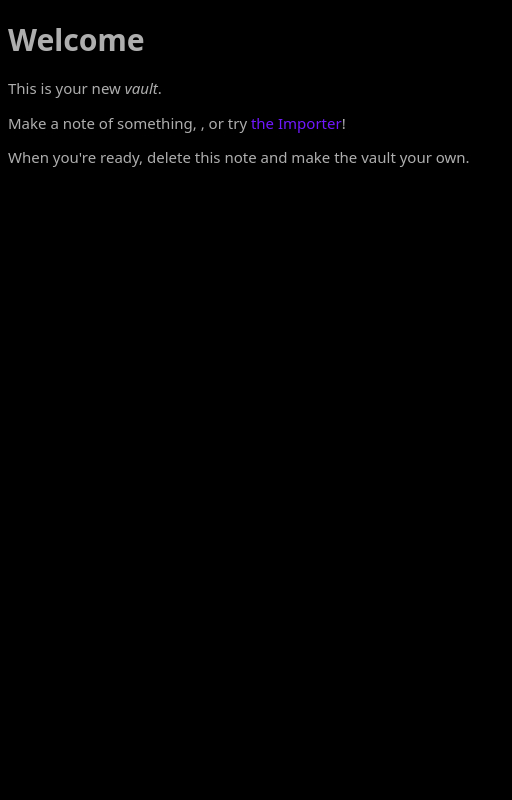 Welcome
This is your new vault.
Make a note of something, , or try the Importer!
When you're ready, delete this note and make the vault your own.